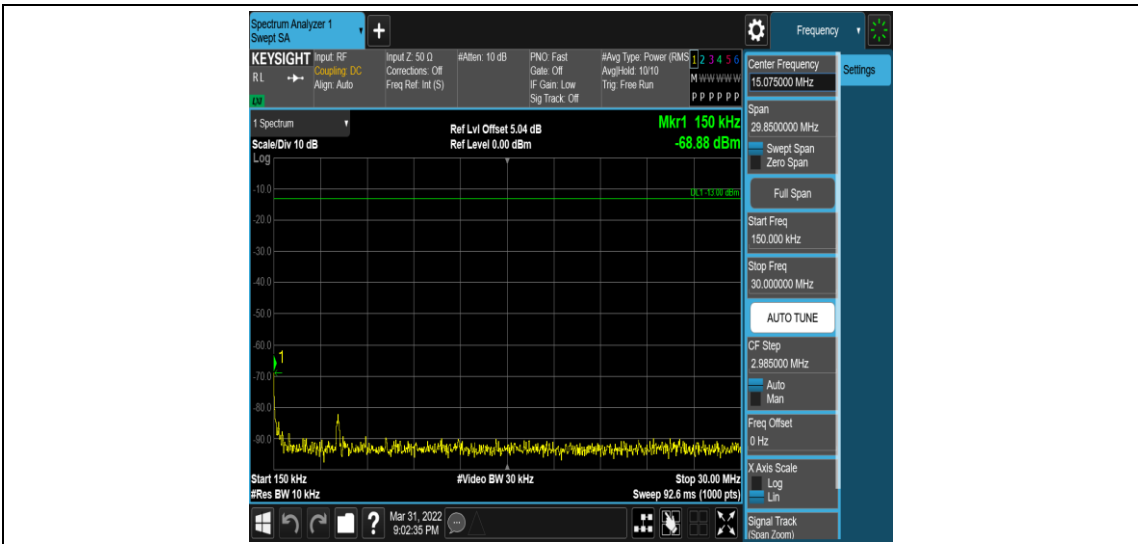 Spectrum Analyzer 1
Swept SA
Frequency
KEYSIGHT
RL
Input: RF
Coupling: DC
Align: Auto
Input Z: 50 Ω
Corrections: Off
Freq Ref: Int (S)
#Atten: 10 dB
PNO: Fast
Gate: Off
IF Gain: Low
Sig Track: Off
#Avg Type: Power (RMS
Avg|Hold: 10/10
Trig: Free Run
1 2 3 4 5 6
M W W W W W
P P P P P P
1 Spectrum
Scale/Div 10 dB
Log
Ref Lvl Offset 5.04 dB
Ref Level 0.00 dBm
Mkr1 150 kHz
-68.88 dBm
DL1 -13.00 dBm
-10.0
-20.0
-30.0
-40.0
-50.0
-60.0
1
-70.0
-80.0
-90.0
Start 150 kHz
#Res BW 10 kHz
#Video BW 30 kHz
Stop 30.00 MHz
Sweep 92.6 ms (1000 pts)
Mar 31, 2022
9:02:35 PM
Center Frequency
15.075000 MHz
Settings
Span
29.8500000 MHz
Swept Span
Zero Span
Full Span
Start Freq
150.000 kHz
Stop Freq
30.000000 MHz
AUTO TUNE
CF Step
2.985000 MHz
Auto
Man
Freq Offset
0 Hz
X Axis Scale
Log
Lin
Signal Track
(Span Zoom)